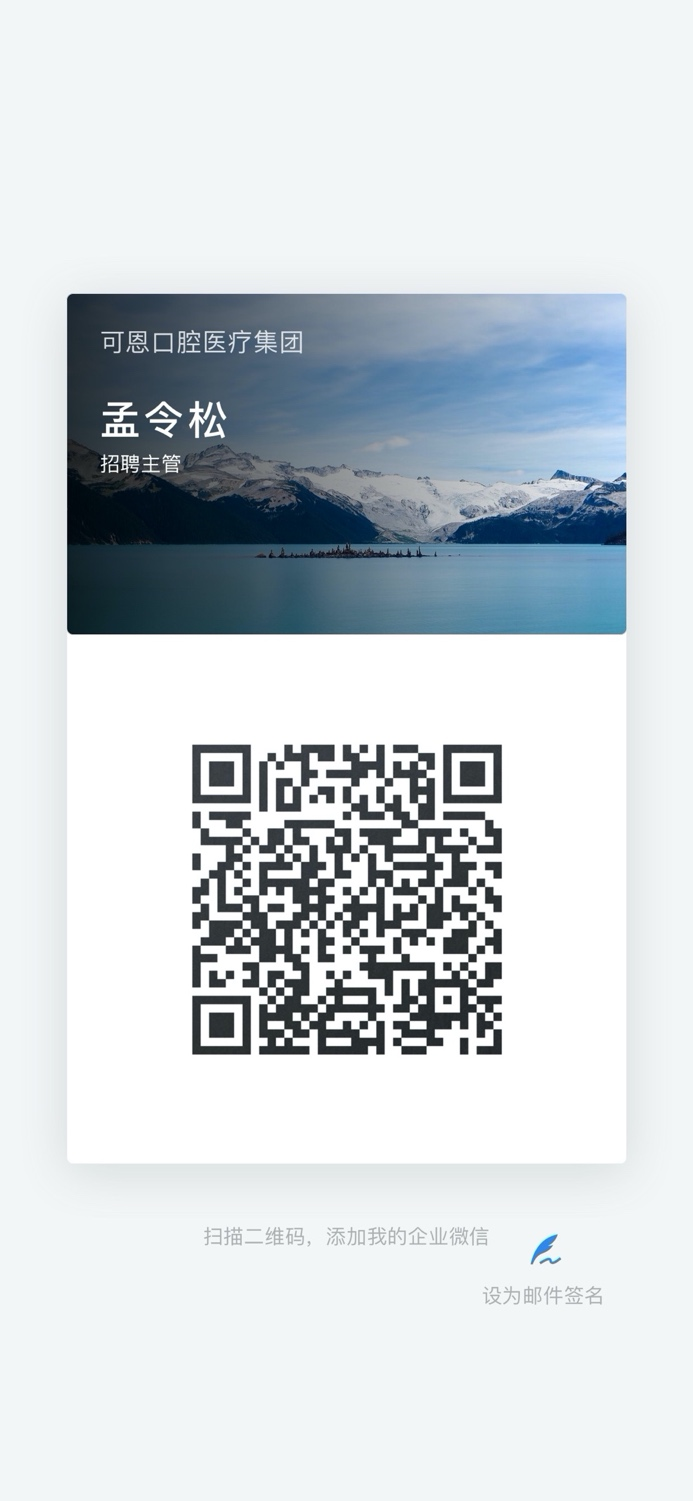 可恩口腔医疗集团
孟令松
招聘主管
扫描二维码，添加我的企业微信
设为邮件签名